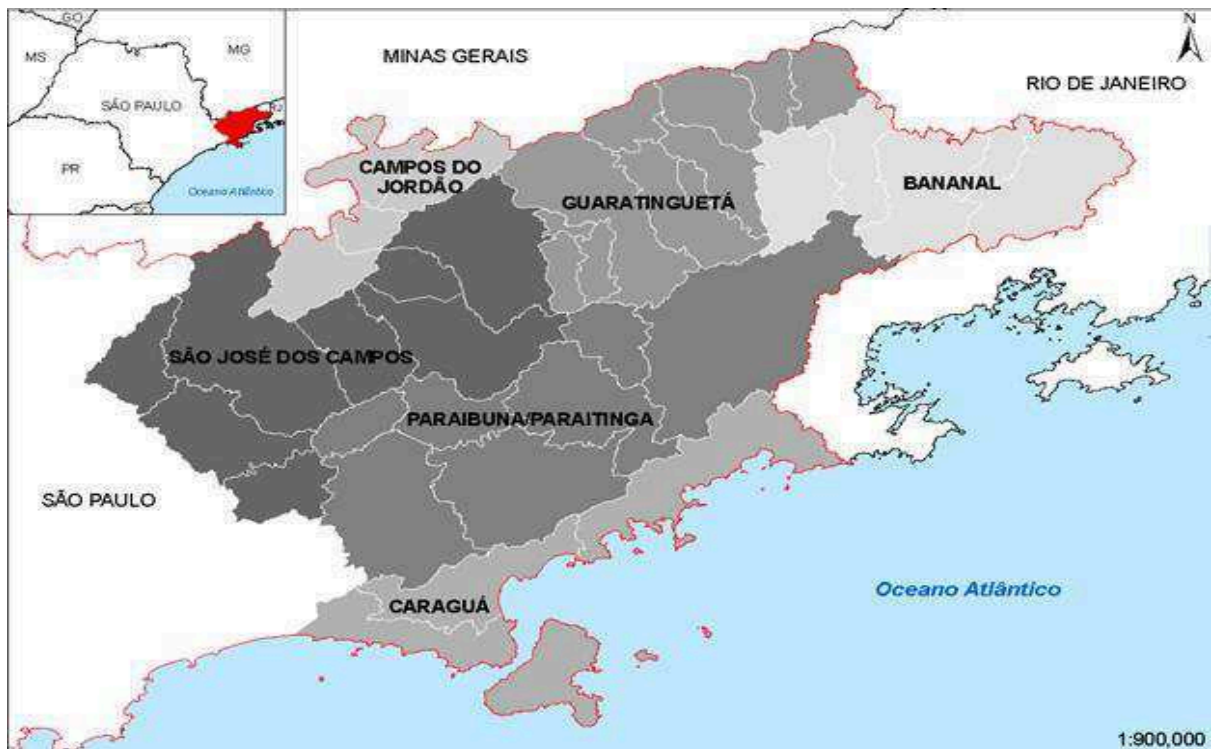 GO
MS
MG
SÃO PAULO
RJ
PR
Oceano Atlântico
SC
MINAS GERAIS
N
RIO DE JANEIRO
CAMPOS DO
JORDÃO
GUARATINGUETÁ
BANANAL
SÃO JOSÉ DOS CAMPOS
PARAIBUNA/PARAITINGA
SÃO PAULO
Oceano Atlântico
CARAGUÁ
1:900,000